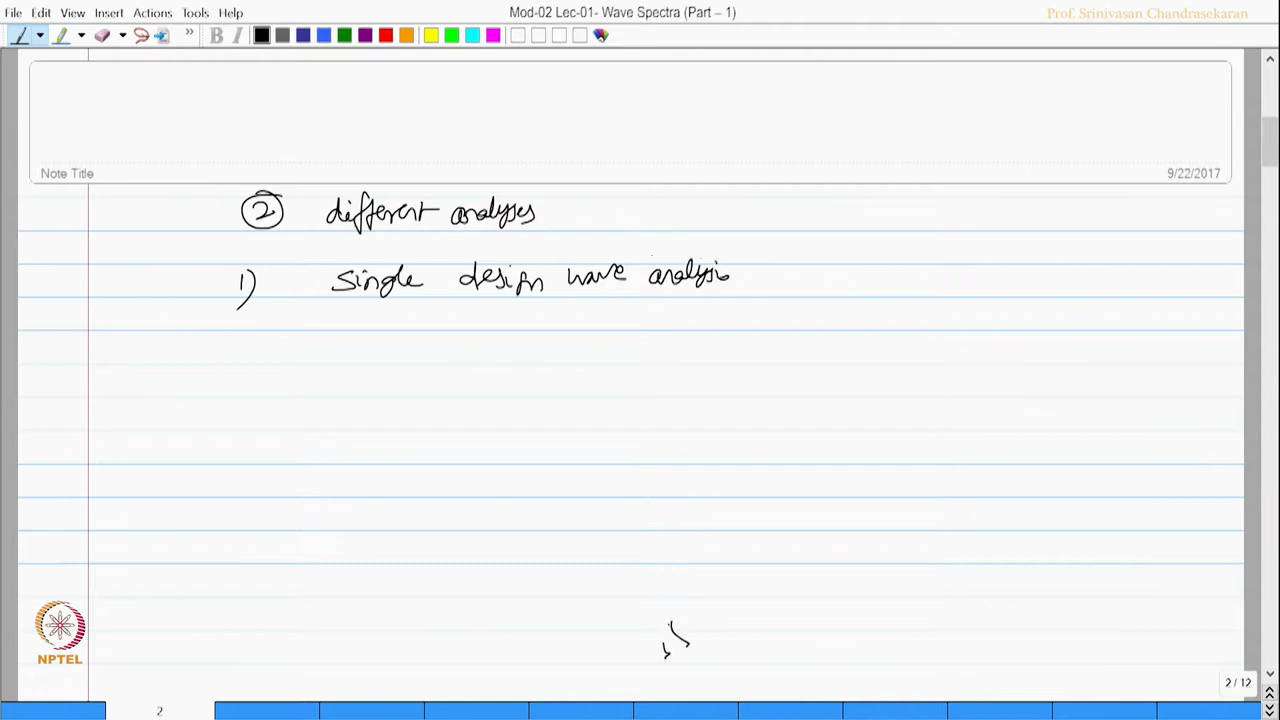 File Edit View Insert Actions Tools Help
Mod-02 Lec-01- Wave Spectra (Part – 1)
Prof. Srinivasan Chandrasekaran
B I
Note Title
9/22/2017
2 different analyses
1) Single design wave analysis
NPTEL
2 / 12
2